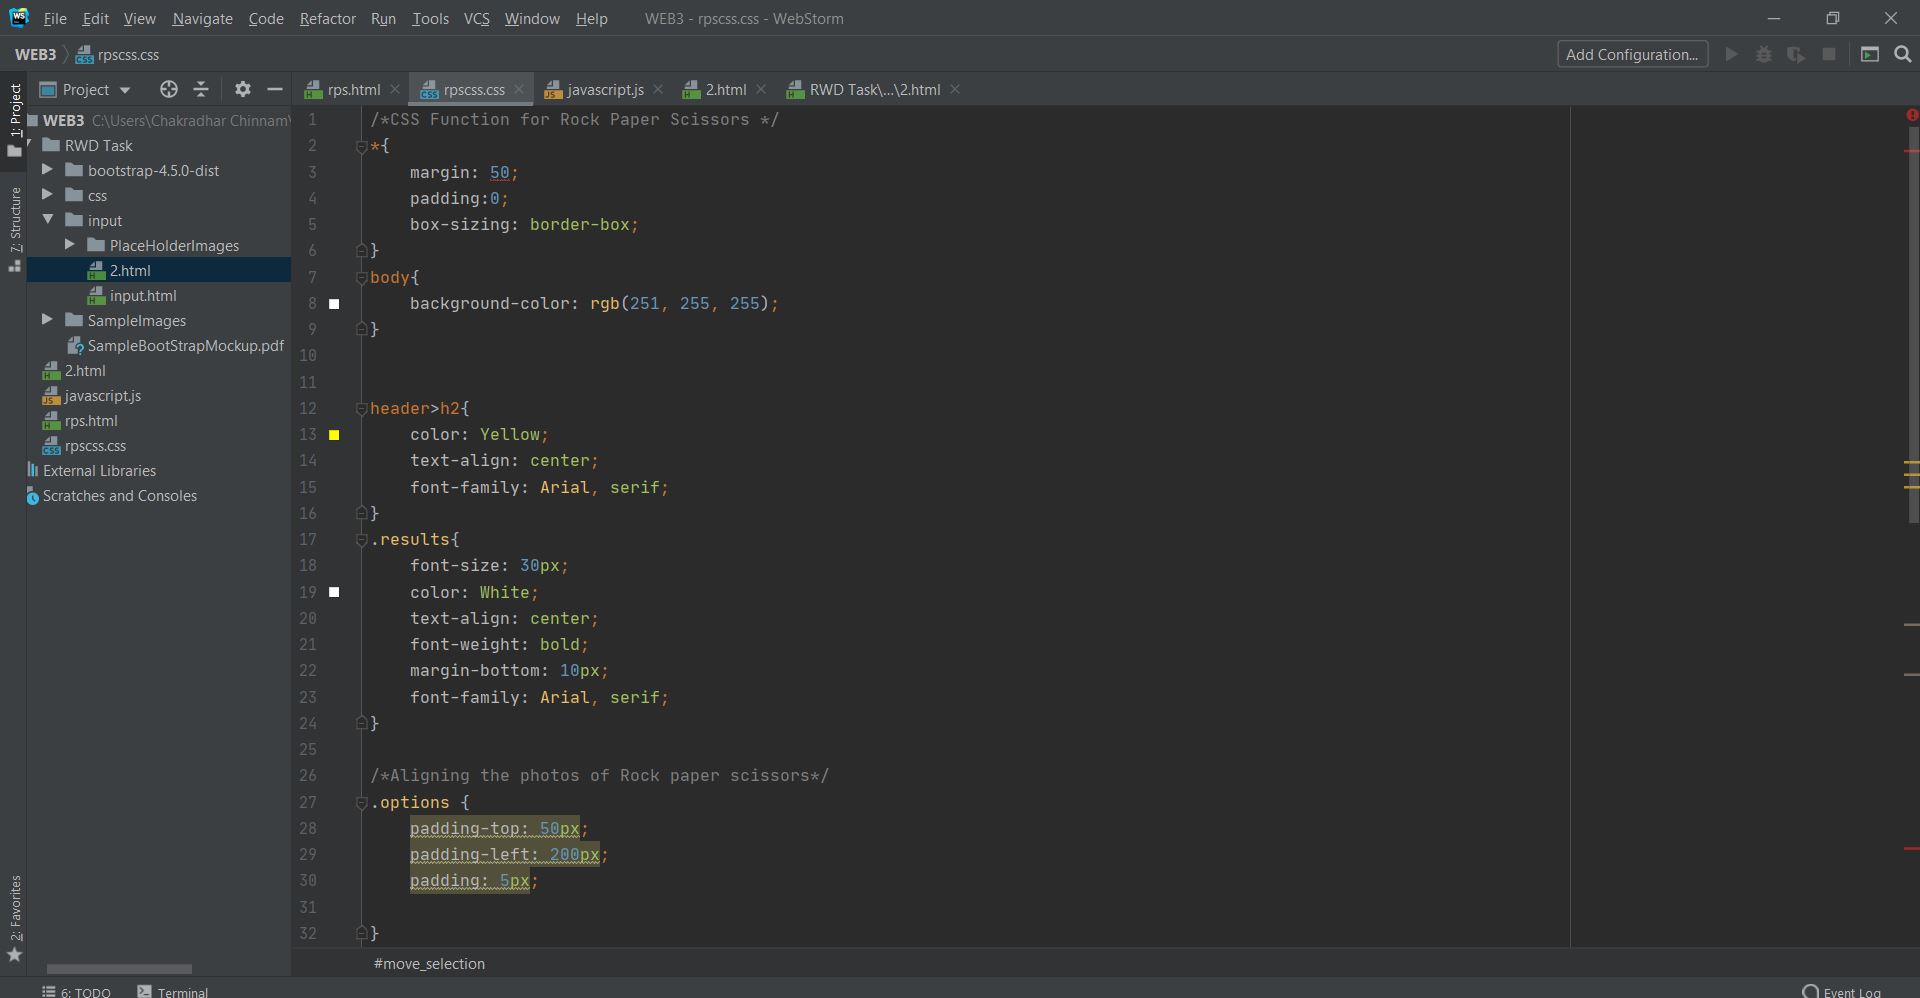 File Edit View Navigate Code Refactor Run Tools VCS Window Help WEB3 - rpscss.css - WebStorm
WEB3 rpscss.css Add Configuration...
Project rps.html rpscss.css javascript.js 2.html RWD Task\...\2.html
1: Project
7: Structure
2: Favorites
WEB3 C:\Users\Chakradhar Chinnam\
RWD Task
bootstrap-4.5.0-dist
css
input
PlaceHolderImages
2.html
input.html
SampleImages
SampleBootStrapMockup.pdf
2.html
javascript.js
rps.html
rpscss.css
External Libraries
Scratches and Consoles
1 /*CSS Function for Rock Paper Scissors */
2 *{
3 margin: 50;
4 padding:0;
5 box-sizing: border-box;
6 }
7 body{
8 background-color: rgb(251, 255, 255);
9 }
10
11
12 header>h2{
13 color: Yellow;
14 text-align: center;
15 font-family: Arial, serif;
16 }
17 .results{
18 font-size: 30px;
19 color: White;
20 text-align: center;
21 font-weight: bold;
22 margin-bottom: 10px;
23 font-family: Arial, serif;
24 }
25
26 /*Aligning the photos of Rock paper scissors*/
27 .options {
28 padding-top: 50px;
29 padding-left: 200px;
30 padding: 5px;
31
32 }
#move_selection
6: TODO Terminal Event Log